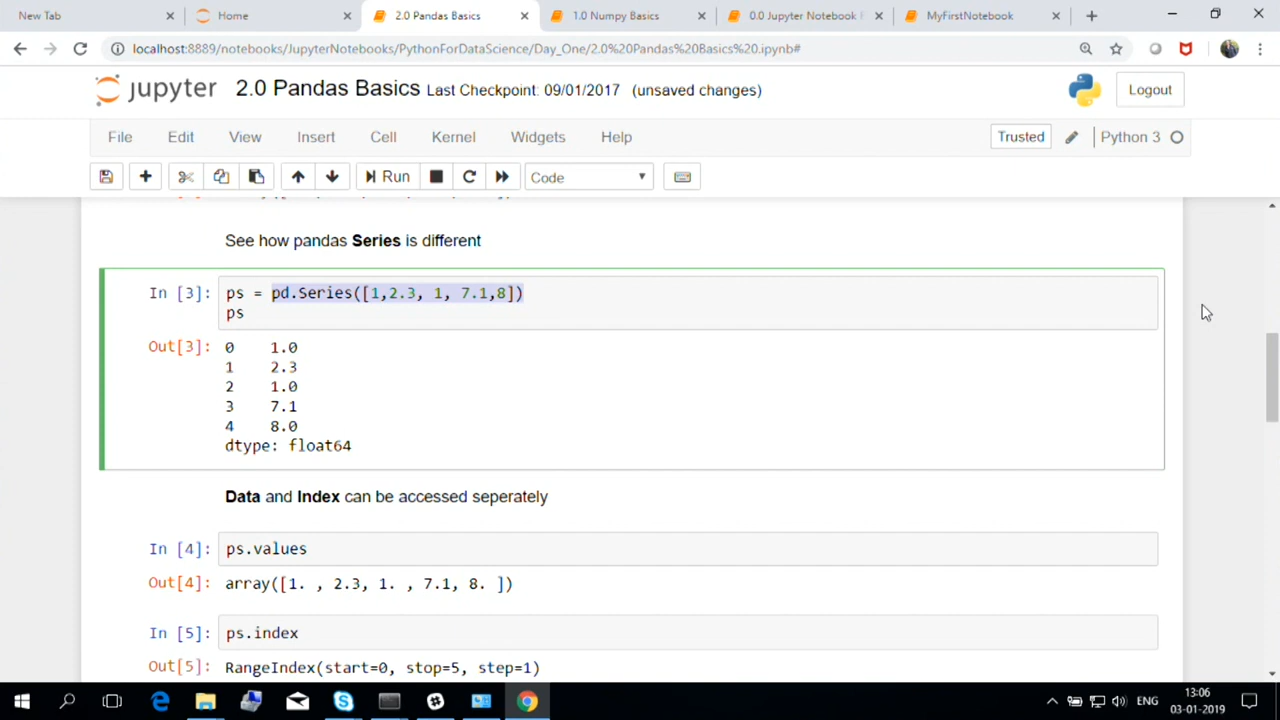 New Tab
Home
2.0 Pandas Basics
1.0 Numpy Basics
0.0 Jupyter Notebook
MyFirstNotebook
localhost:8889/notebooks/JupyterNotebooks/PythonForDataScience/Day_One/2.0%20Pandas%20Basics%20.ipynb#
jupyter 2.0 Pandas Basics Last Checkpoint: 09/01/2017 (unsaved changes)
Logout
File Edit View Insert Cell Kernel Widgets Help
Trusted Python 3
Run Code
See how pandas Series is different
In [3]: ps = pd.Series([1,2.3, 1, 7.1,8])
ps
Out[3]: 0 1.0
1 2.3
2 1.0
3 7.1
4 8.0
dtype: float64
Data and Index can be accessed seperately
In [4]: ps.values
Out[4]: array([1. , 2.3, 1. , 7.1, 8. ])
In [5]: ps.index
Out[5]: RangeIndex(start=0, stop=5, step=1)
ENG
13:06
03-01-2019